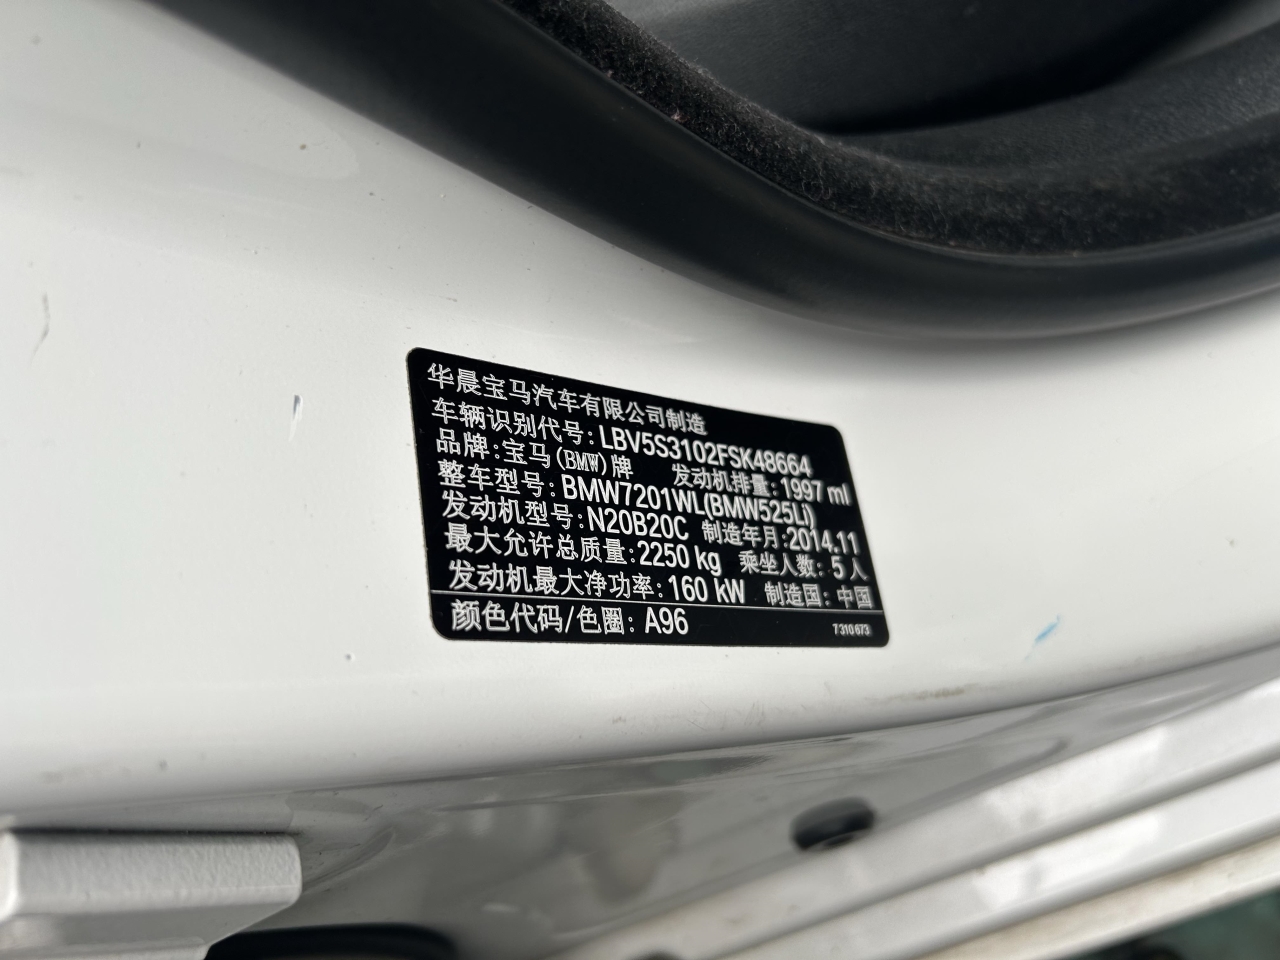 华晨宝马汽车有限公司制造
车辆识别代号: LBV5S3102FSK48664
品牌: 宝马(BMW)牌 发动机排量: 1997 ml
整车型号: BMW7201WL(BMW525Li)
发动机型号: N20B20C 制造年月: 2014.11
最大允许总质量: 2250 kg 乘坐人数: 5人
发动机最大净功率: 160 kW 制造国: 中国
颜色代码/色圈: A96 7 310 673